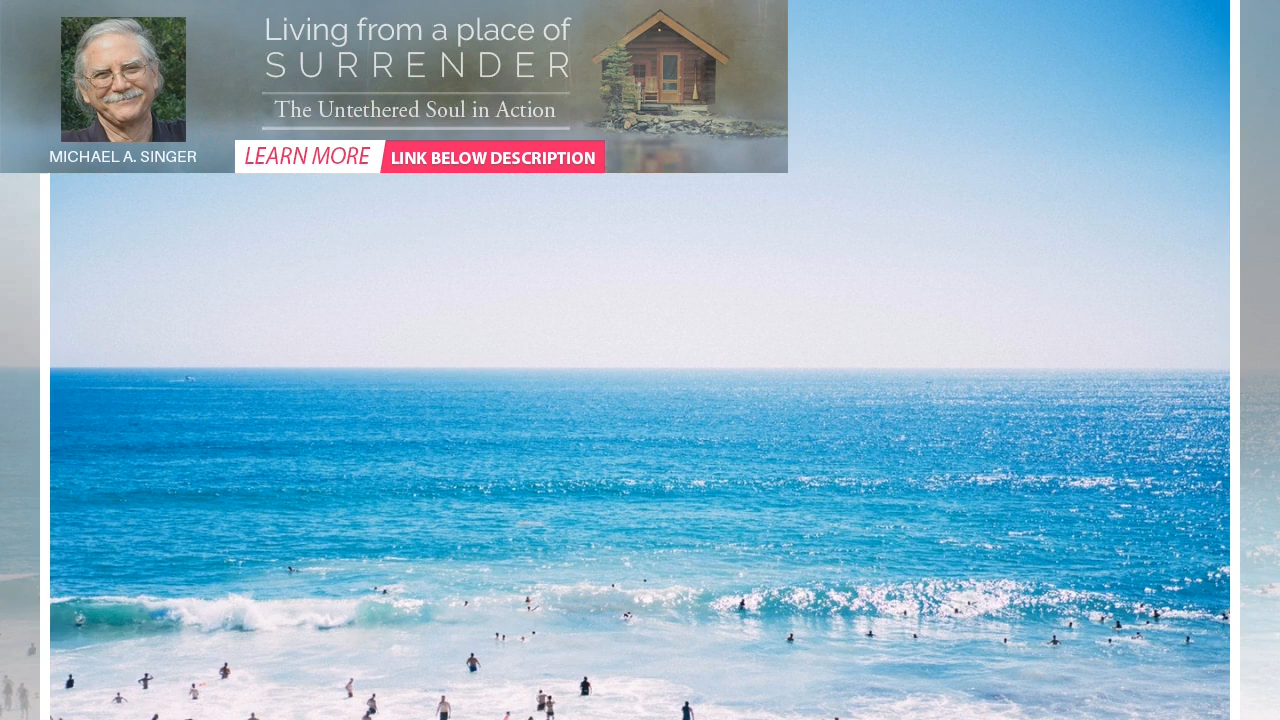 Living from a place of
SURRENDER
The Untethered Soul in Action
MICHAEL A. SINGER
LEARN MORE
LINK BELOW DESCRIPTION